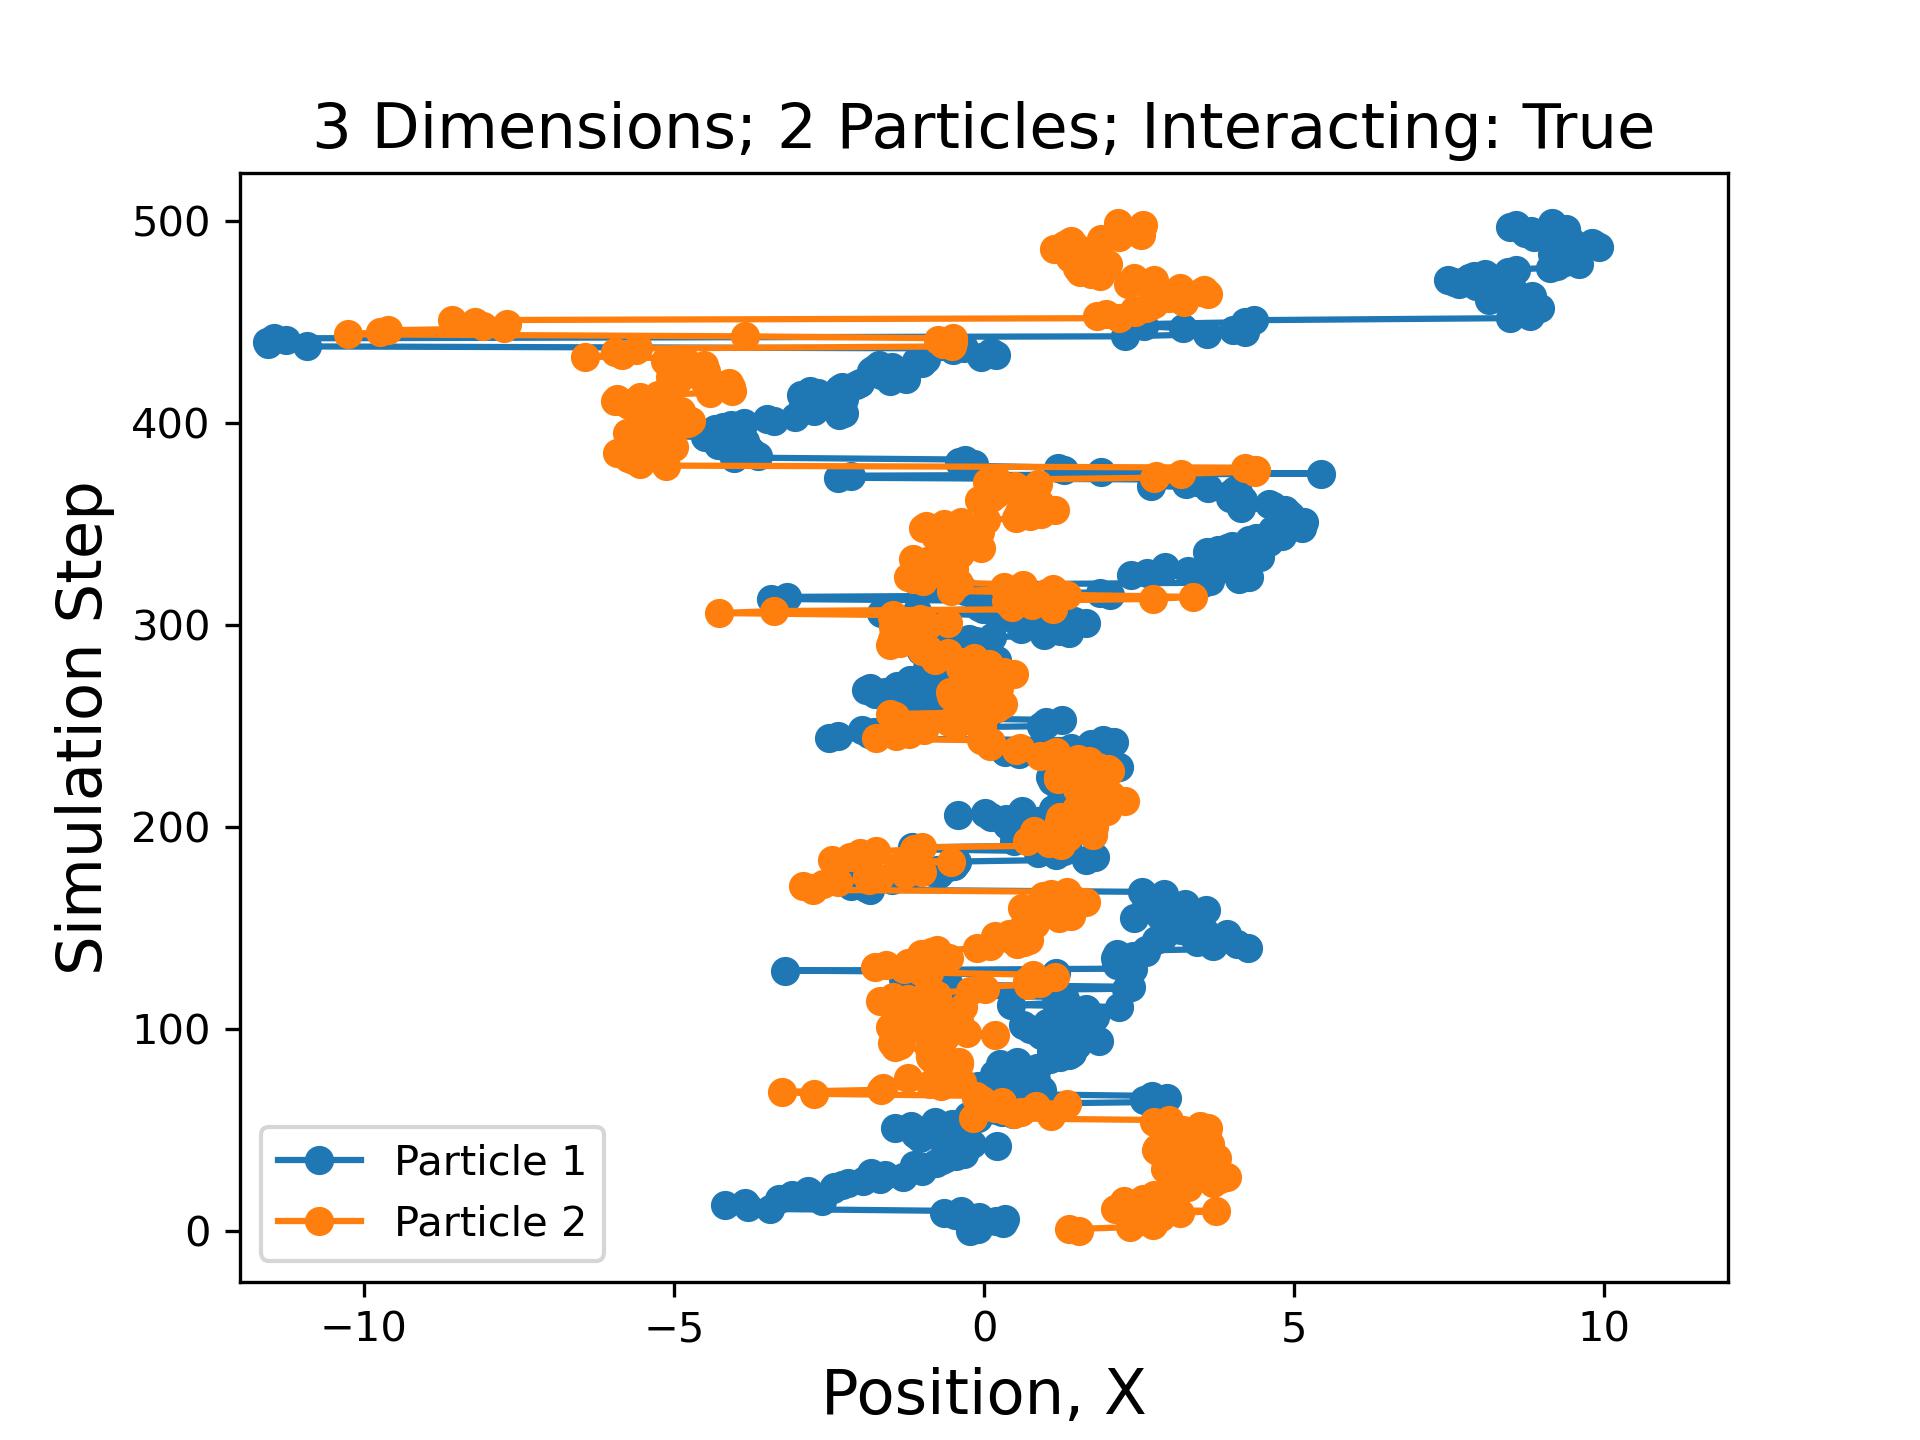 3 Dimensions; 2 Particles; Interacting: True
Simulation Step
500
400
300
200
100
0
Particle 1
Particle 2
−10
−5
0
5
10
Position, X